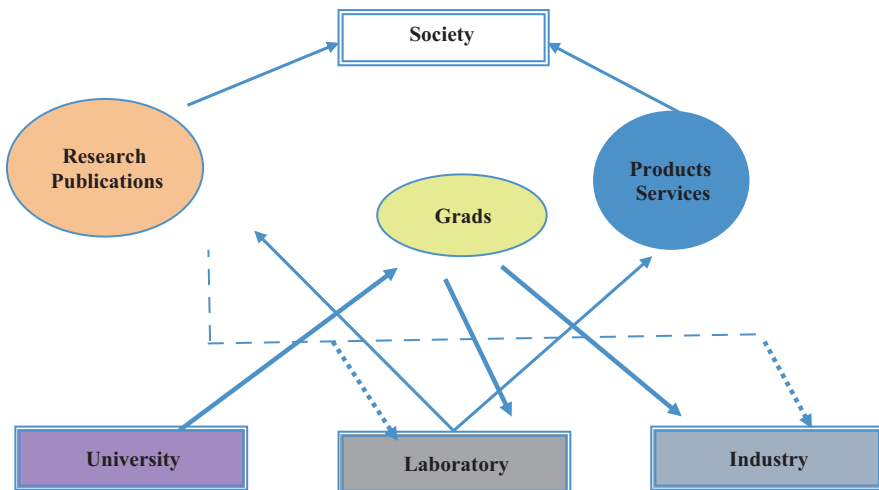 Society
Research
Publications
Products
Services
Grads
University
Laboratory
Industry